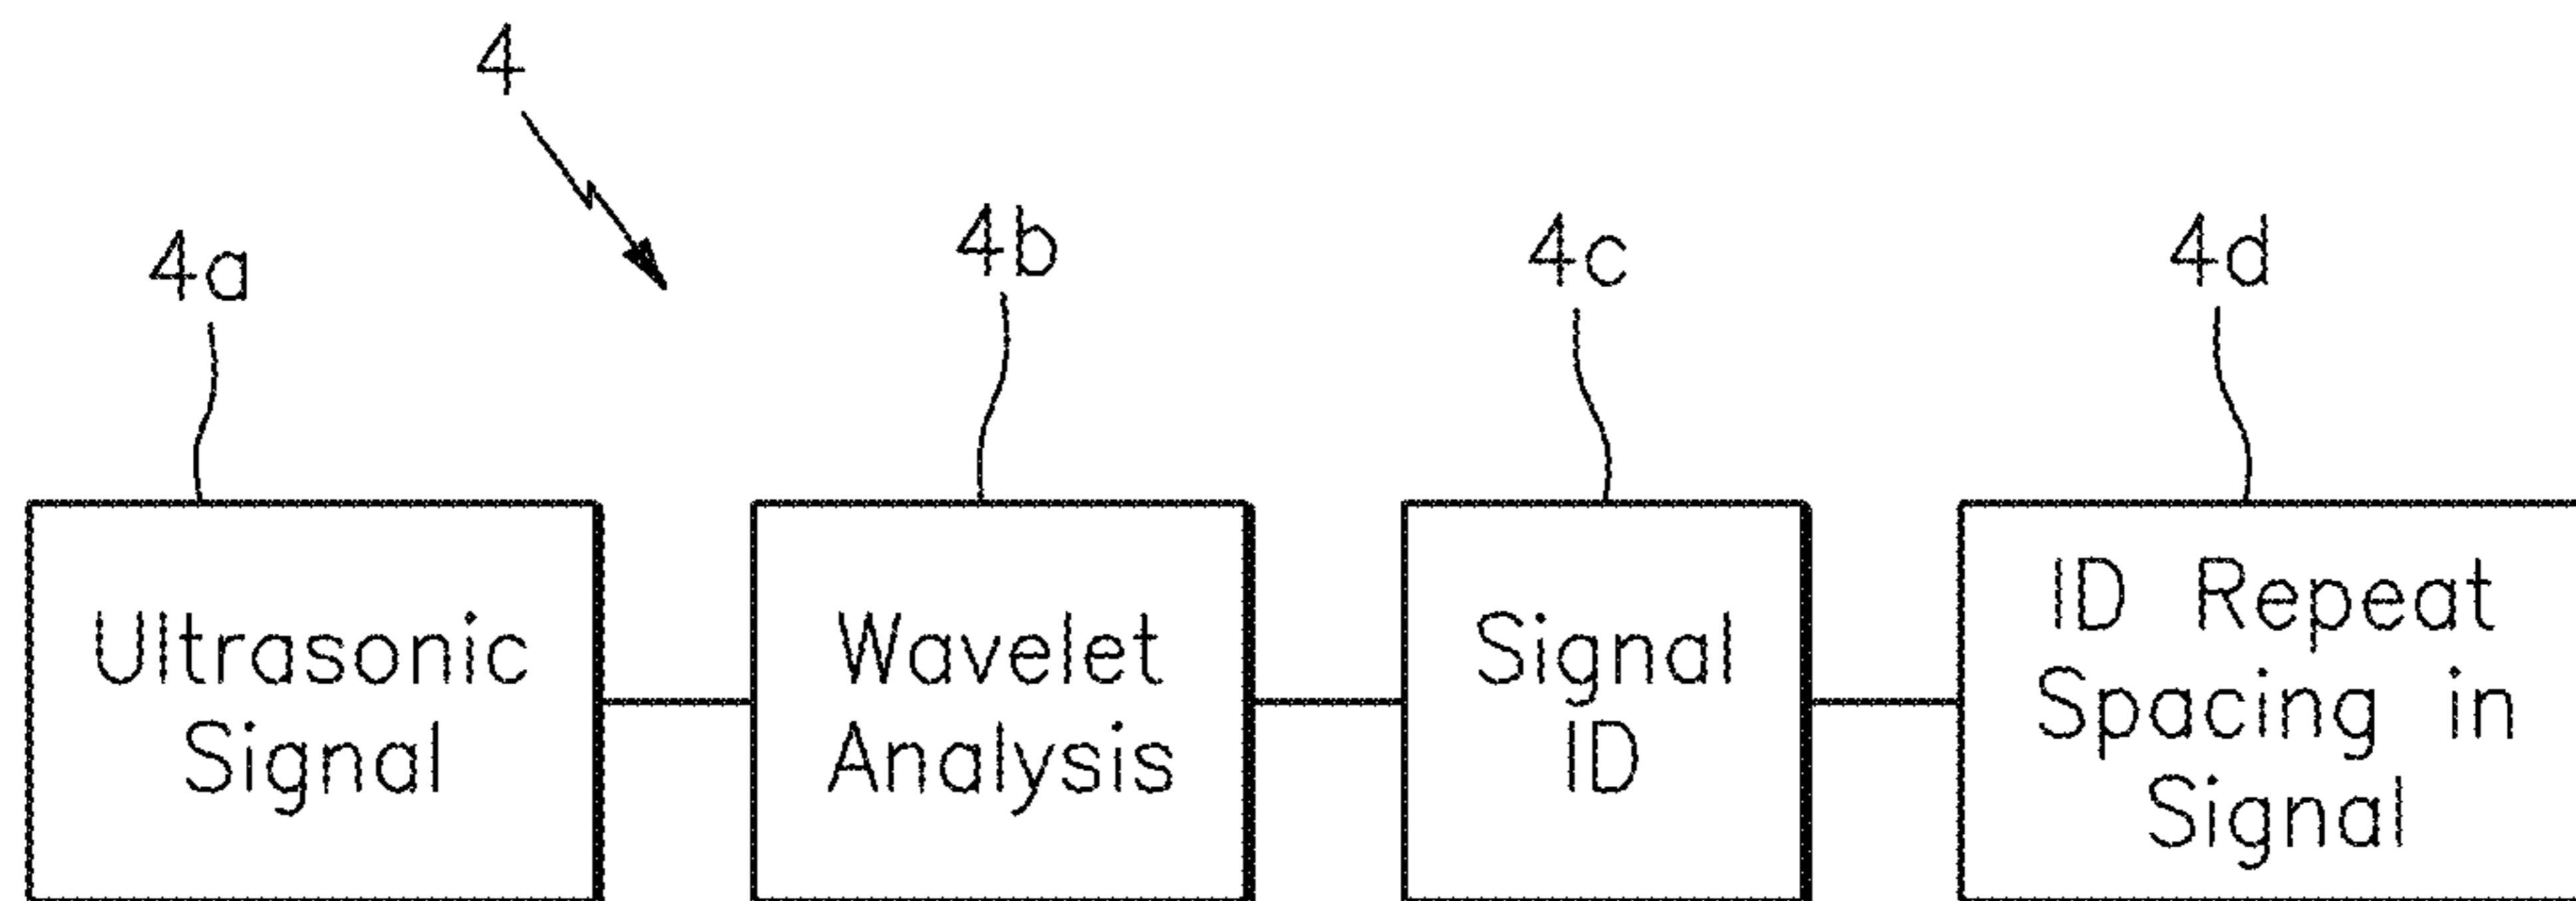 4
4a
4b
4c
4d
Ultrasonic
Signal
Wavelet
Analysis
Signal
ID
ID Repeat
Spacing in
Signal